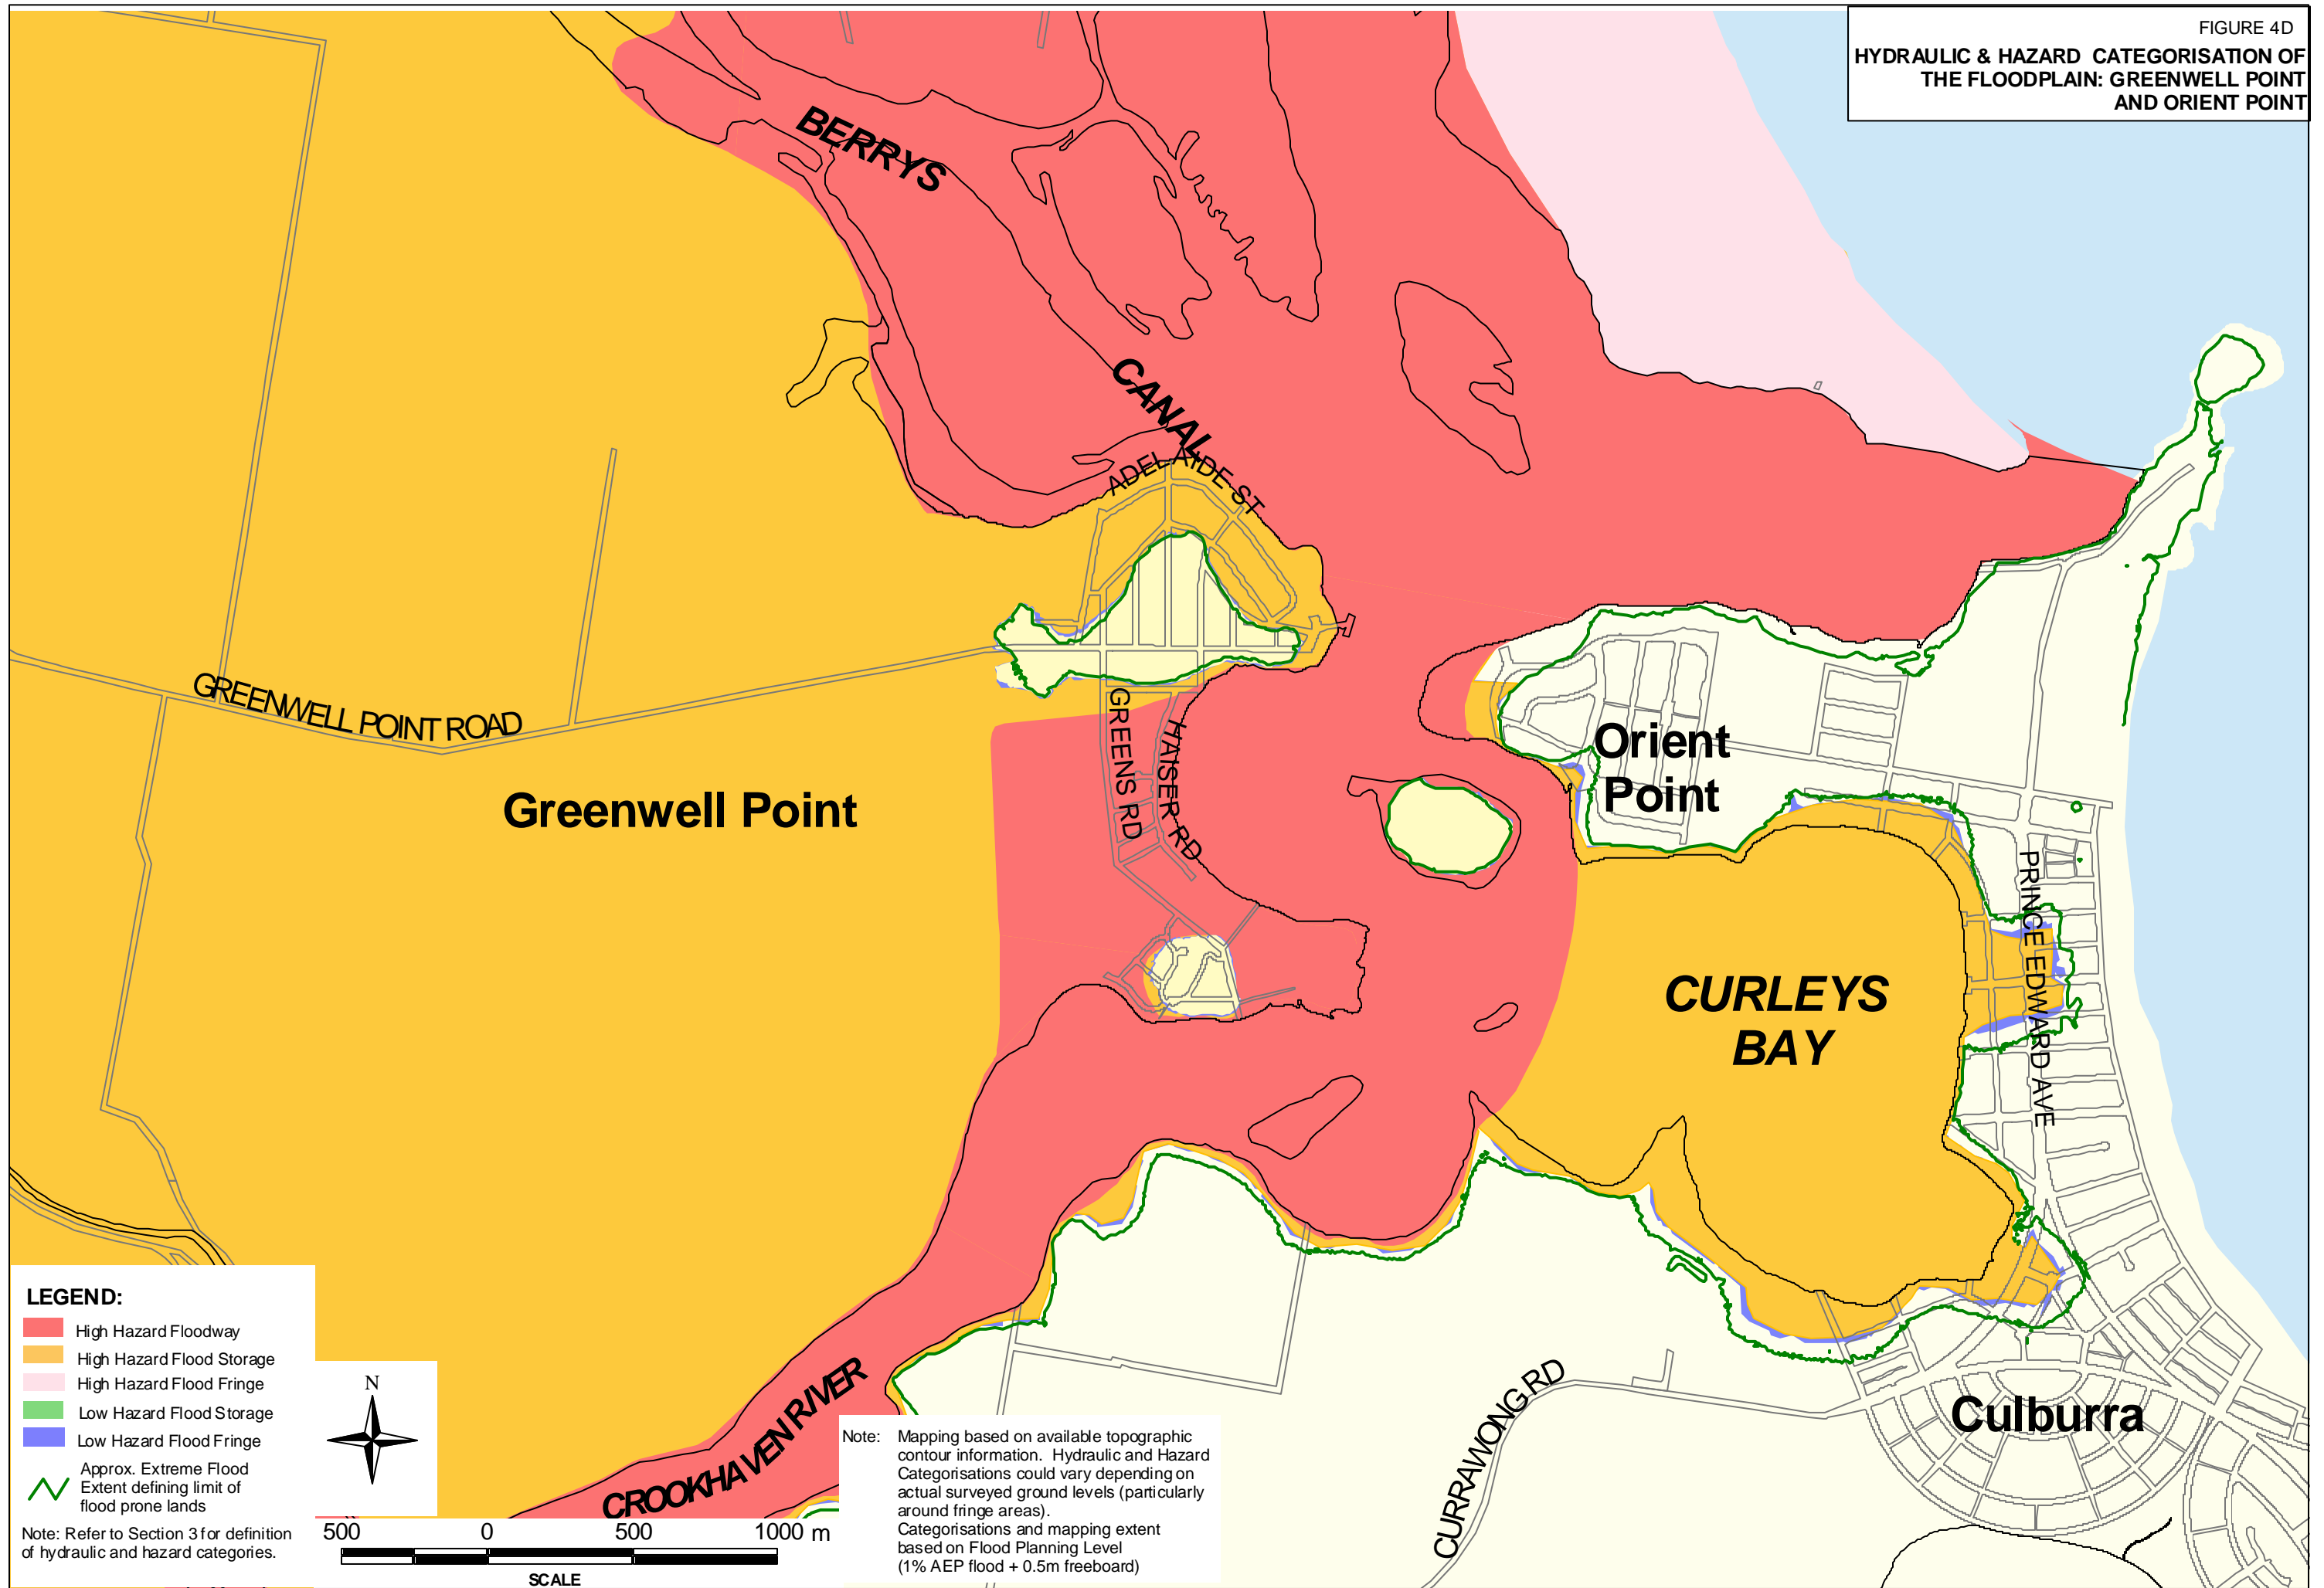 FIGURE 4D
HYDRAULIC & HAZARD CATEGORISATION OF
THE FLOODPLAIN: GREENWELL POINT
AND ORIENT POINT
BERRYS
CANAL
ADELAIDE ST
GREENWELL POINT ROAD
GREENS RD
HAISER RD
Greenwell Point
Orient
Point
PRINCE EDWARD AVE
CURLEYS
BAY
CROOKHAVEN RIVER
CURRAWONG RD
Culburra
LEGEND:
High Hazard Floodway
High Hazard Flood Storage
High Hazard Flood Fringe
Low Hazard Flood Storage
Low Hazard Flood Fringe
Approx. Extreme Flood
Extent defining limit of
flood prone lands
Note: Refer to Section 3 for definition
of hydraulic and hazard categories.
N
500 0 500 1000 m
SCALE
Note: Mapping based on available topographic
contour information. Hydraulic and Hazard
Categorisations could vary depending on
actual surveyed ground levels (particularly
around fringe areas).
Categorisations and mapping extent
based on Flood Planning Level
(1% AEP flood + 0.5m freeboard)